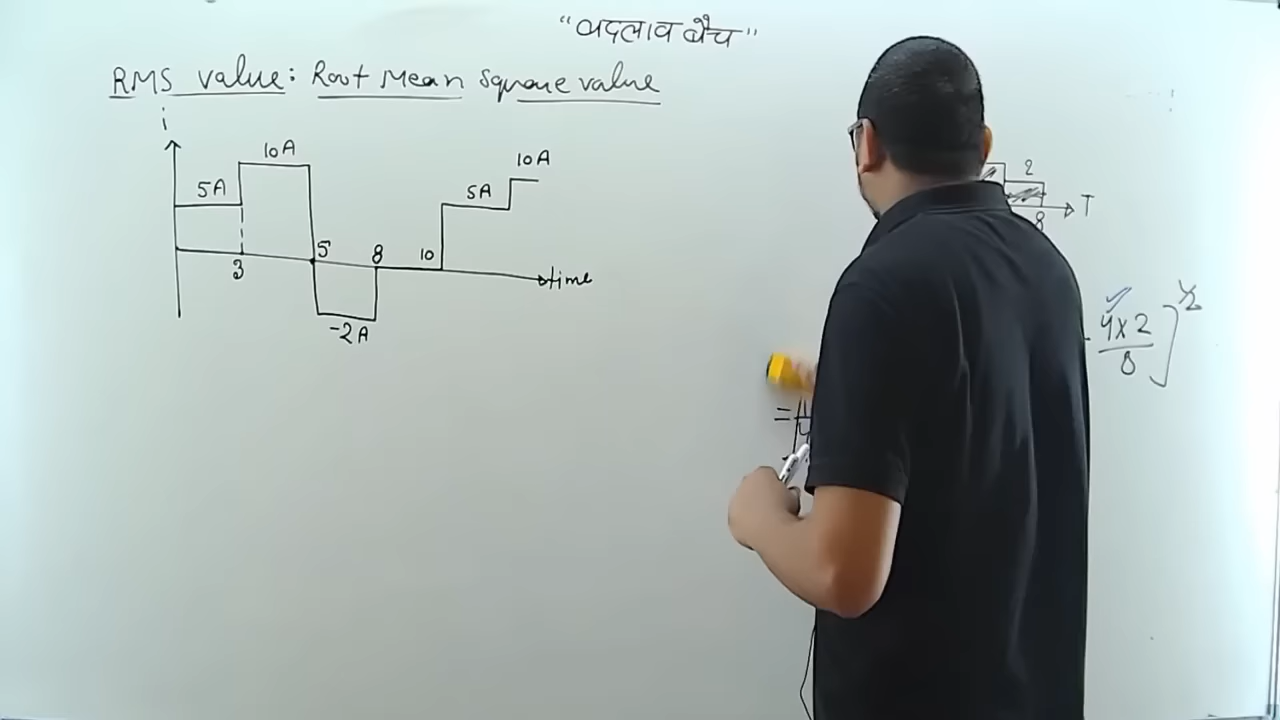 “बदलाव बैच”
RMS value: Root Mean Square value
i
10A
5A
3
5
8
10
-2A
5A
10A
time
2
T
8
4x2
8
]½
=